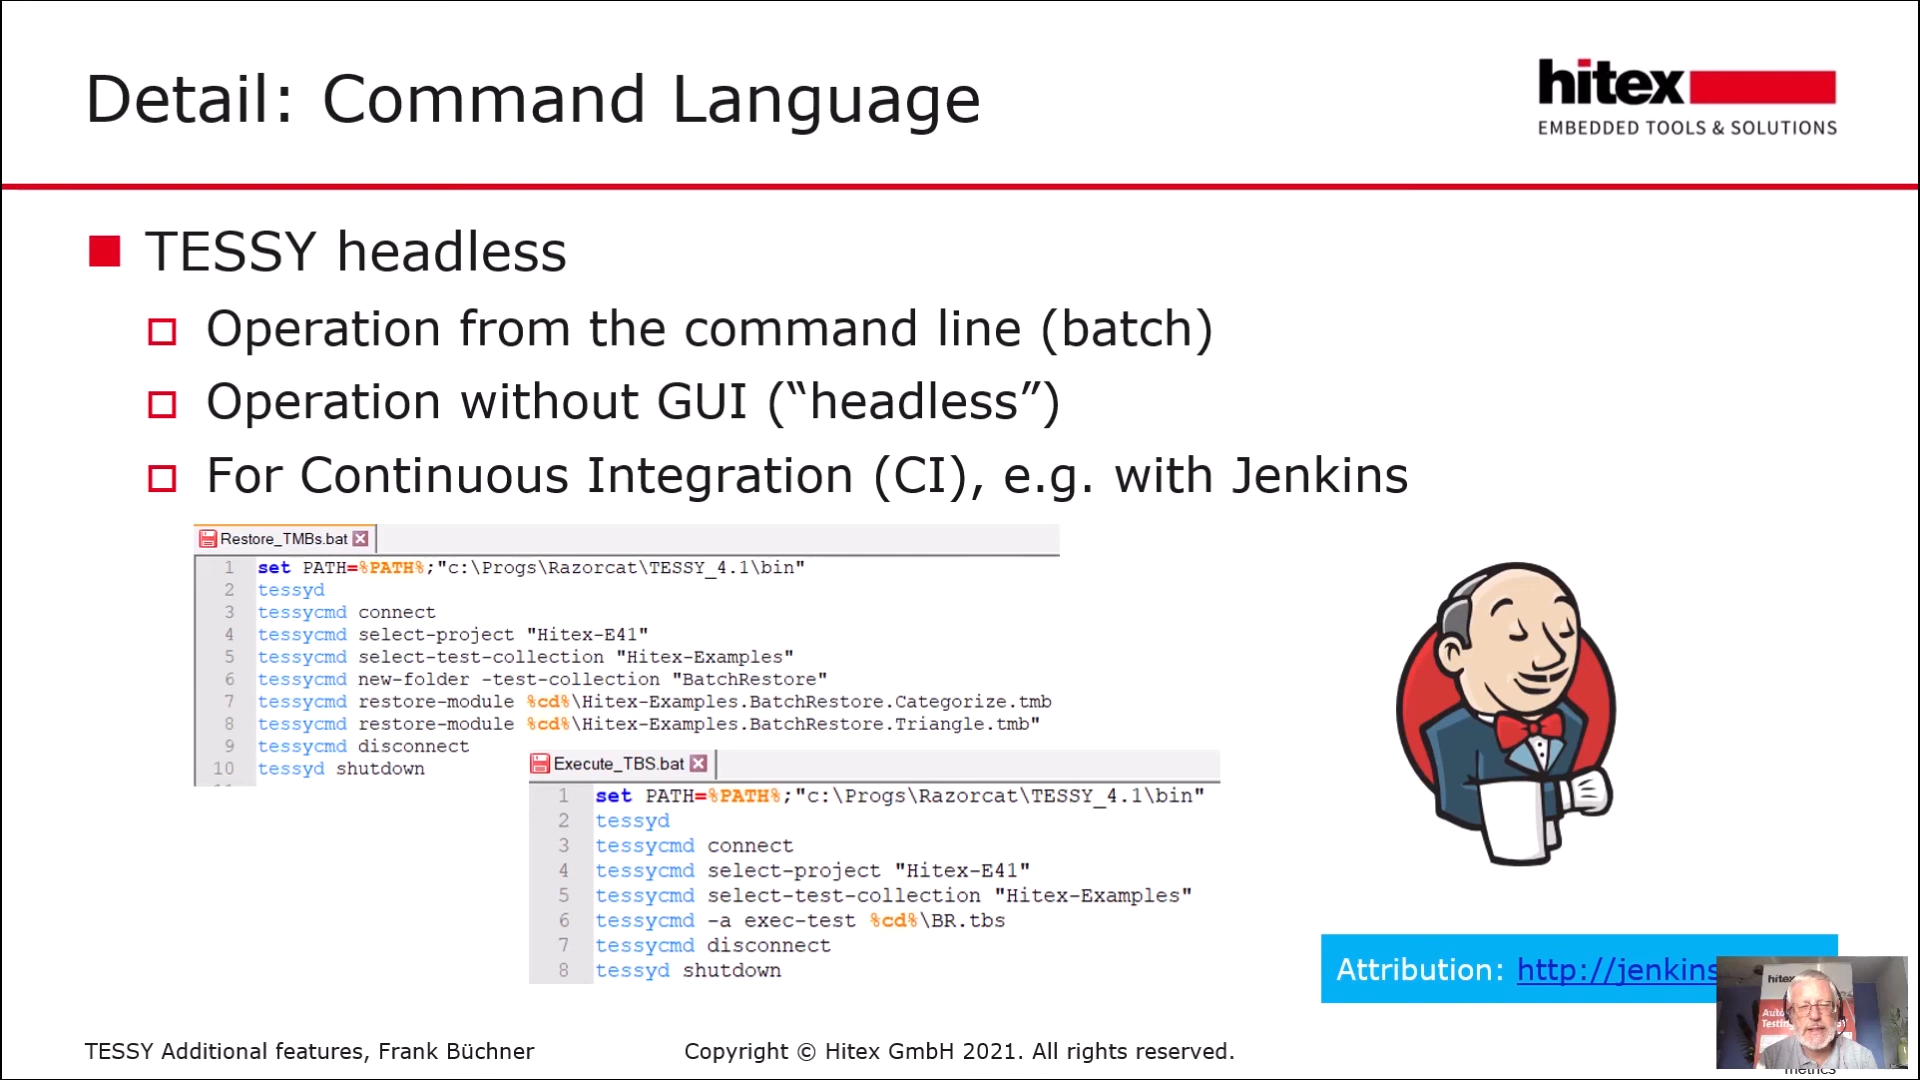 Detail: Command Language
hitex
EMBEDDED TOOLS & SOLUTIONS
TESSY headless
Operation from the command line (batch)
Operation without GUI (“headless”)
For Continuous Integration (CI), e.g. with Jenkins
Restore_TMBs.bat
1 set PATH=%PATH%;"c:\Progs\Razorcat\TESSY_4.1\bin"
2 tessyd
3 tessycmd connect
4 tessycmd select-project "Hitex-E41"
5 tessycmd select-test-collection "Hitex-Examples"
6 tessycmd new-folder -test-collection "BatchRestore"
7 tessycmd restore-module %cd%\Hitex-Examples.BatchRestore.Categorize.tmb
8 tessycmd restore-module %cd%\Hitex-Examples.BatchRestore.Triangle.tmb"
9 tessycmd disconnect
10 tessyd shutdown
Execute_TBS.bat
1 set PATH=%PATH%;"c:\Progs\Razorcat\TESSY_4.1\bin"
2 tessyd
3 tessycmd connect
4 tessycmd select-project "Hitex-E41"
5 tessycmd select-test-collection "Hitex-Examples"
6 tessycmd -a exec-test %cd%\BR.tbs
7 tessycmd disconnect
8 tessyd shutdown
Attribution: http://jenkins
hitex
TESSY Additional features, Frank Büchner
Copyright © Hitex GmbH 2021. All rights reserved.
metrics